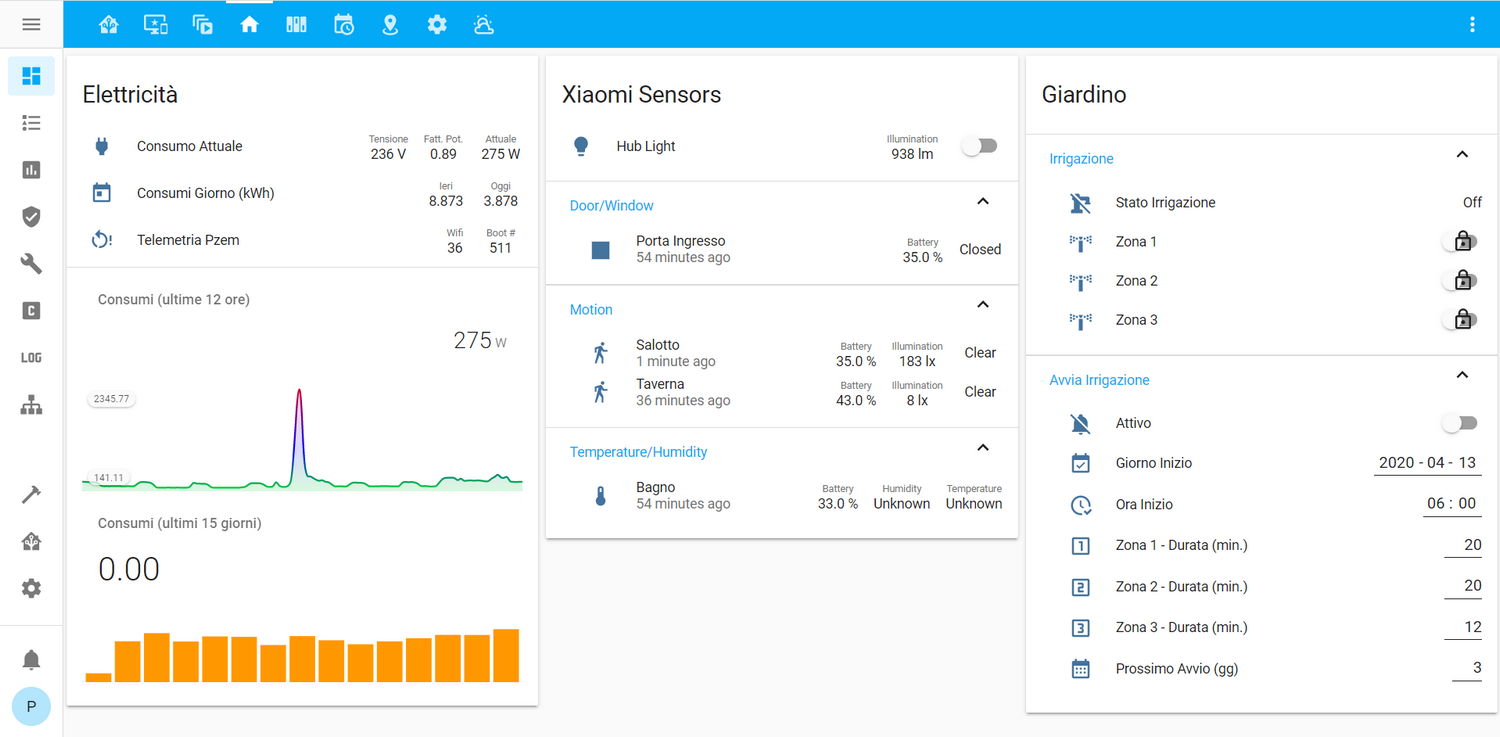 LOG
P
Elettricità
Consumo Attuale
Tensione Fatt. Pot. Attuale
236 V 0.89 275 W
Consumi Giorno (kWh)
Ieri Oggi
8.873 3.878
Telemetria Pzem
Wifi Boot #
36 511
Consumi (ultime 12 ore)
275 W
2345.77
141.11
Consumi (ultimi 15 giorni)
0.00
Xiaomi Sensors
Hub Light
Illumination
938 lm
Door/Window
Porta Ingresso
54 minutes ago
Battery
35.0 %
Closed
Motion
Salotto
1 minute ago
Battery Illumination
35.0 % 183 lx
Clear
Taverna
36 minutes ago
Battery Illumination
43.0 % 8 lx
Clear
Temperature/Humidity
Bagno
54 minutes ago
Battery Humidity Temperature
33.0 % Unknown Unknown
Giardino
Irrigazione
Stato Irrigazione Off
Zona 1
Zona 2
Zona 3
Avvia Irrigazione
Attivo
Giorno Inizio 2020 - 04 - 13
Ora Inizio 06 : 00
1 Zona 1 - Durata (min.) 20
2 Zona 2 - Durata (min.) 20
3 Zona 3 - Durata (min.) 12
Prossimo Avvio (gg) 3